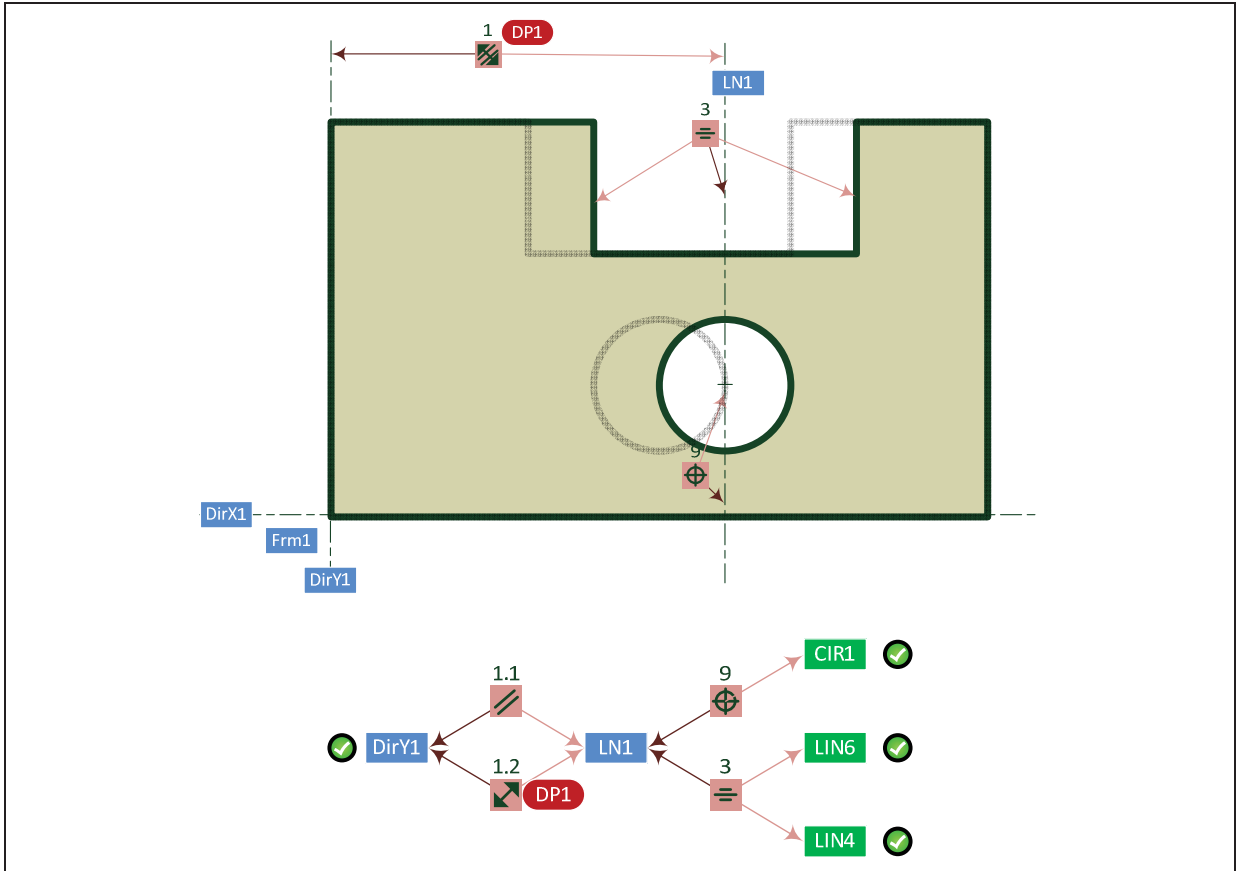 1 DP1
LN1
3
9
DirX1
Frm1
DirY1
CIR1
1.1 9
DirY1 LN1 LIN6
1.2 3
DP1
LIN4